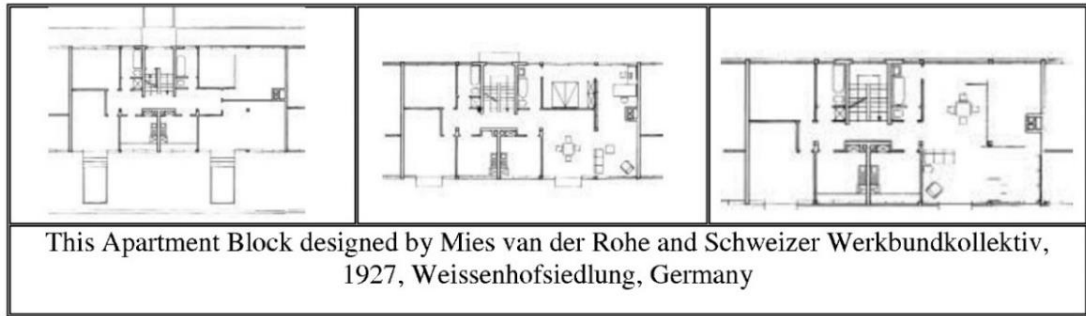 This Apartment Block designed by Mies van der Rohe and Schweizer Werkbundkollektiv,
1927, Weissenhofsiedlung, Germany